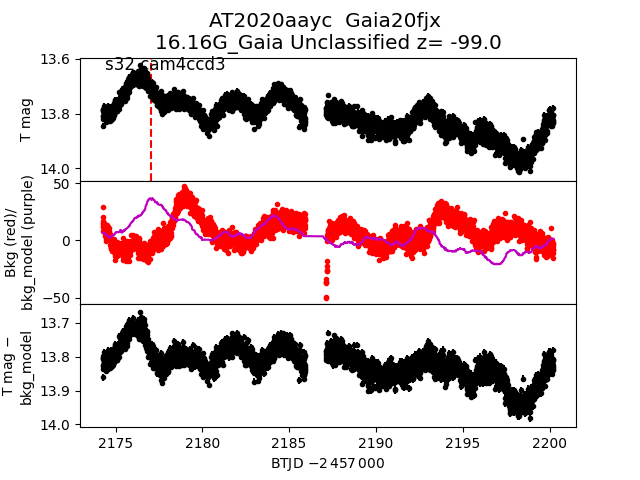 AT2020aayc  Gaia20fjx
16.16G_Gaia Unclassified z= -99.0
s32 cam4ccd3
13.6
13.8
14.0
T mag
50
0
−50
Bkg (red)/
bkg_model (purple)
13.7
13.8
13.9
14.0
T mag −
bkg_model
2175 2180 2185 2190 2195 2200
BTJD −2 457 000